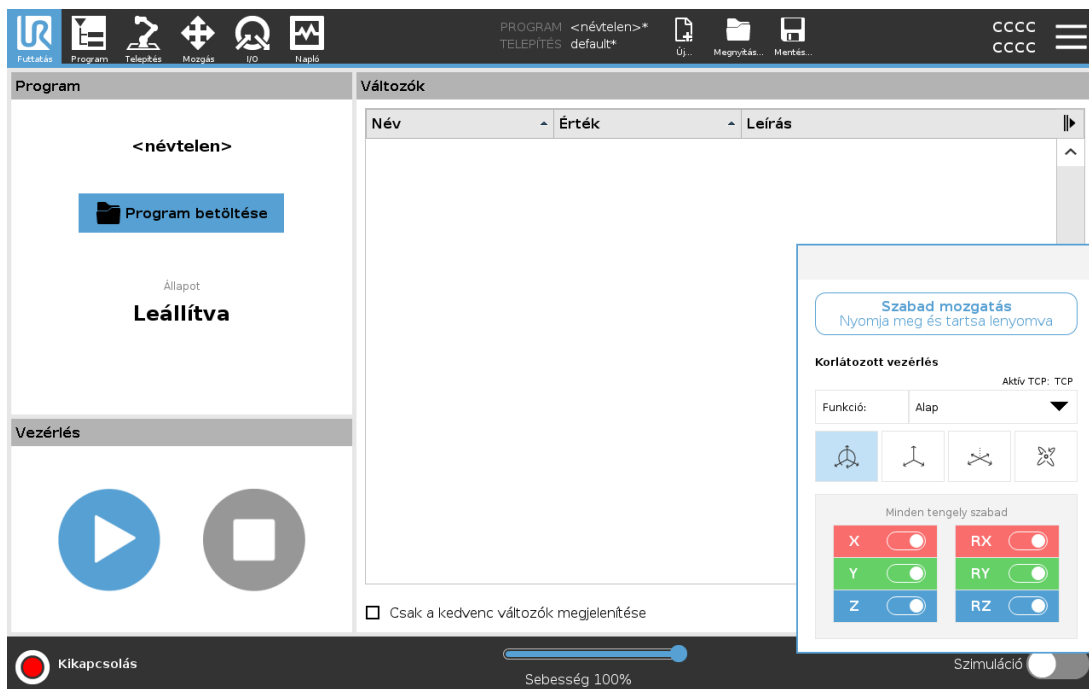 PROGRAM <névtelen>*
TELEPÍTÉS default*
CCCC
CCCC
Futtatás Program Telepítés Mozgás I/O Napló Új... Megnyitás... Mentés...
Program
<névtelen>
Program betöltése
Állapot
Leállítva
Vezérlés
Változók
Név Érték Leírás
Csak a kedvenc változók megjelenítése
Szabad mozgatás
Nyomja meg és tartsa lenyomva
Korlátozott vezérlés
Aktív TCP: TCP
Funkció: Alap
Minden tengely szabad
X RX
Y RY
Z RZ
Kikapcsolás
Sebesség 100%
Szimuláció